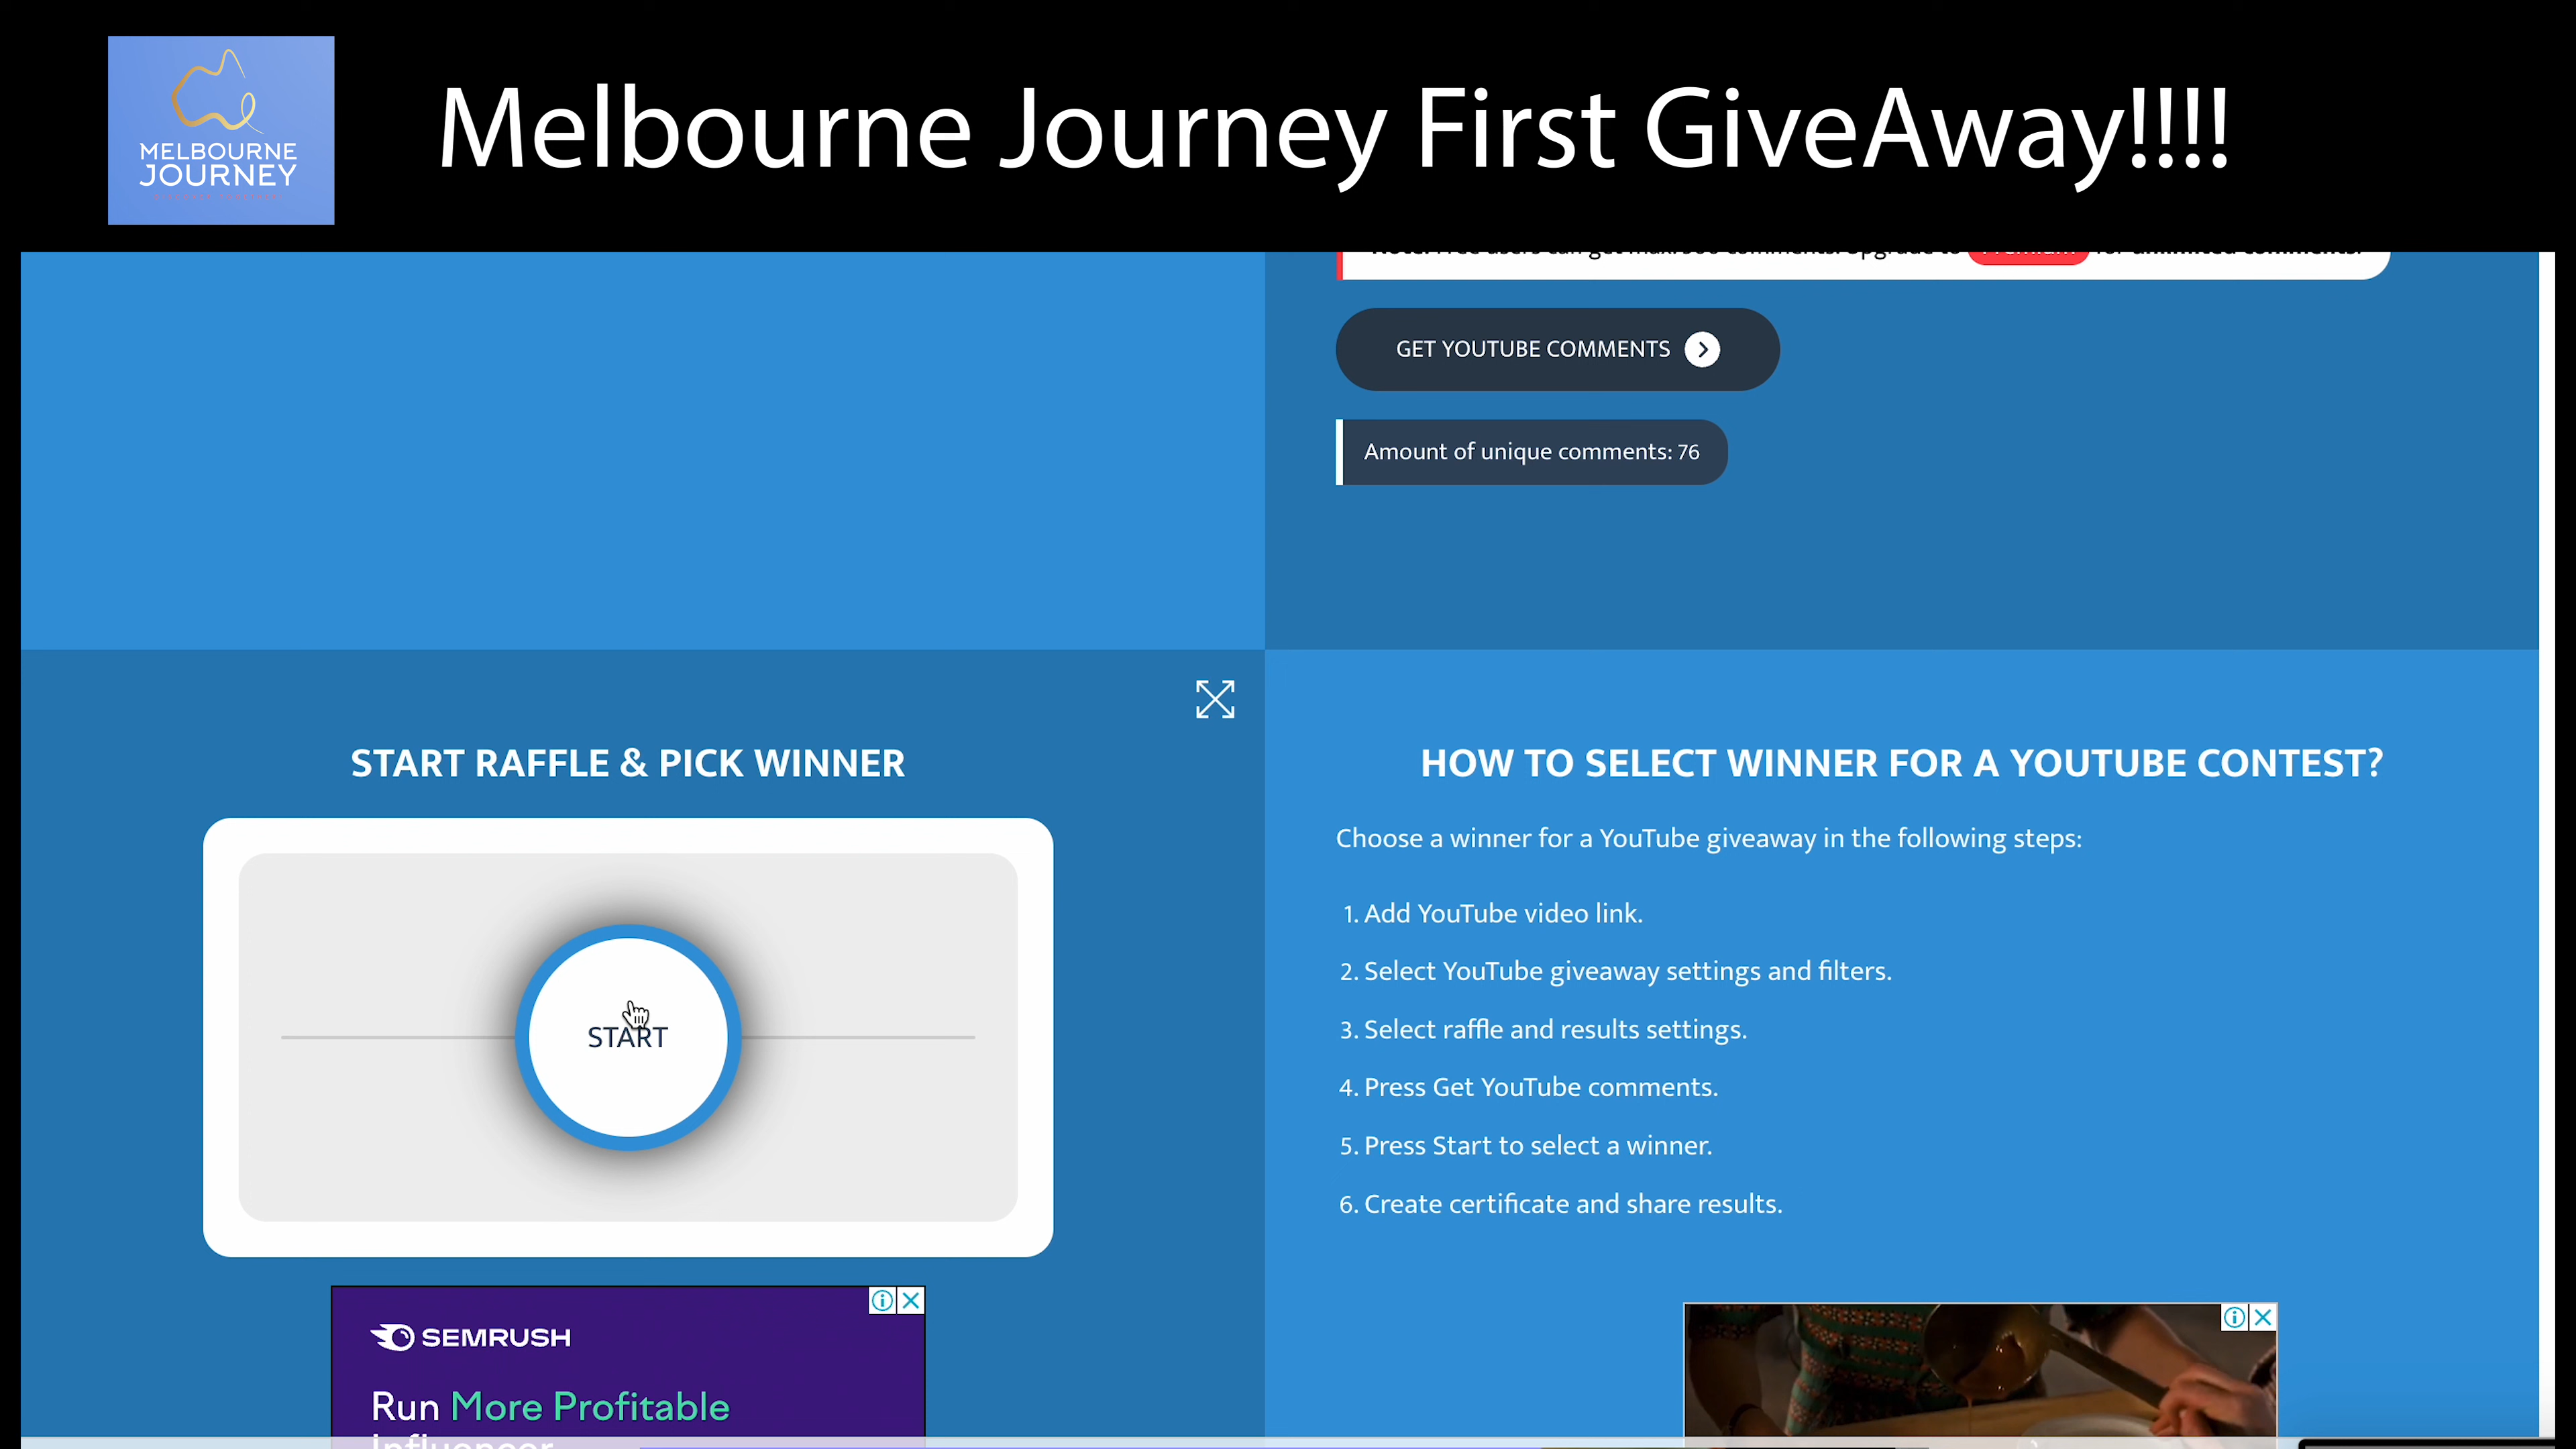 MELBOURNE
JOURNEY
Melbourne Journey First GiveAway!!!!
GET YOUTUBE COMMENTS
Amount of unique comments: 76
START RAFFLE & PICK WINNER
START
HOW TO SELECT WINNER FOR A YOUTUBE CONTEST?
Choose a winner for a YouTube giveaway in the following steps:
1. Add YouTube video link.
2. Select YouTube giveaway settings and filters.
3. Select raffle and results settings.
4. Press Get YouTube comments.
5. Press Start to select a winner.
6. Create certificate and share results.
SEMRUSH
Run More Profitable